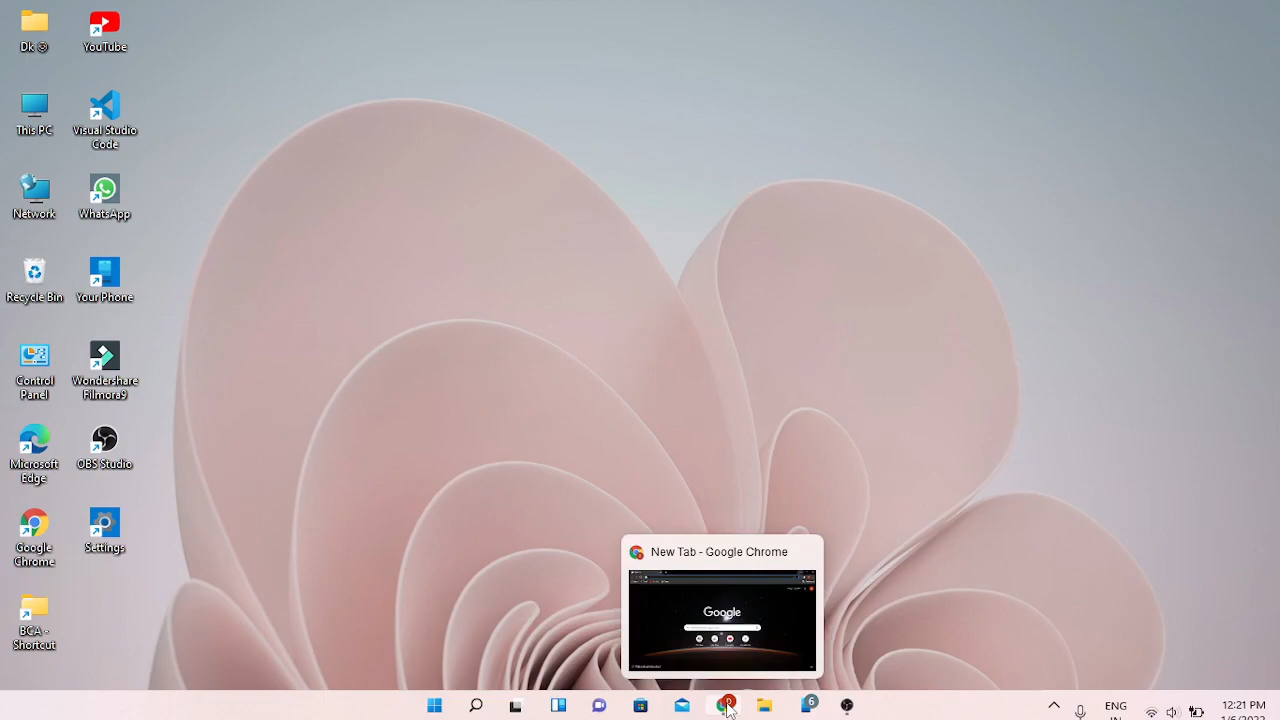 Dk
YouTube
This PC
Visual Studio
Code
Network
WhatsApp
Recycle Bin
Your Phone
Control
Panel
Wondershare
Filmora9
Microsoft
Edge
OBS Studio
Google
Chrome
Settings
BCA -
Shortcut
New Tab - Google Chrome
Google
6
ENG
IN
12:21 PM